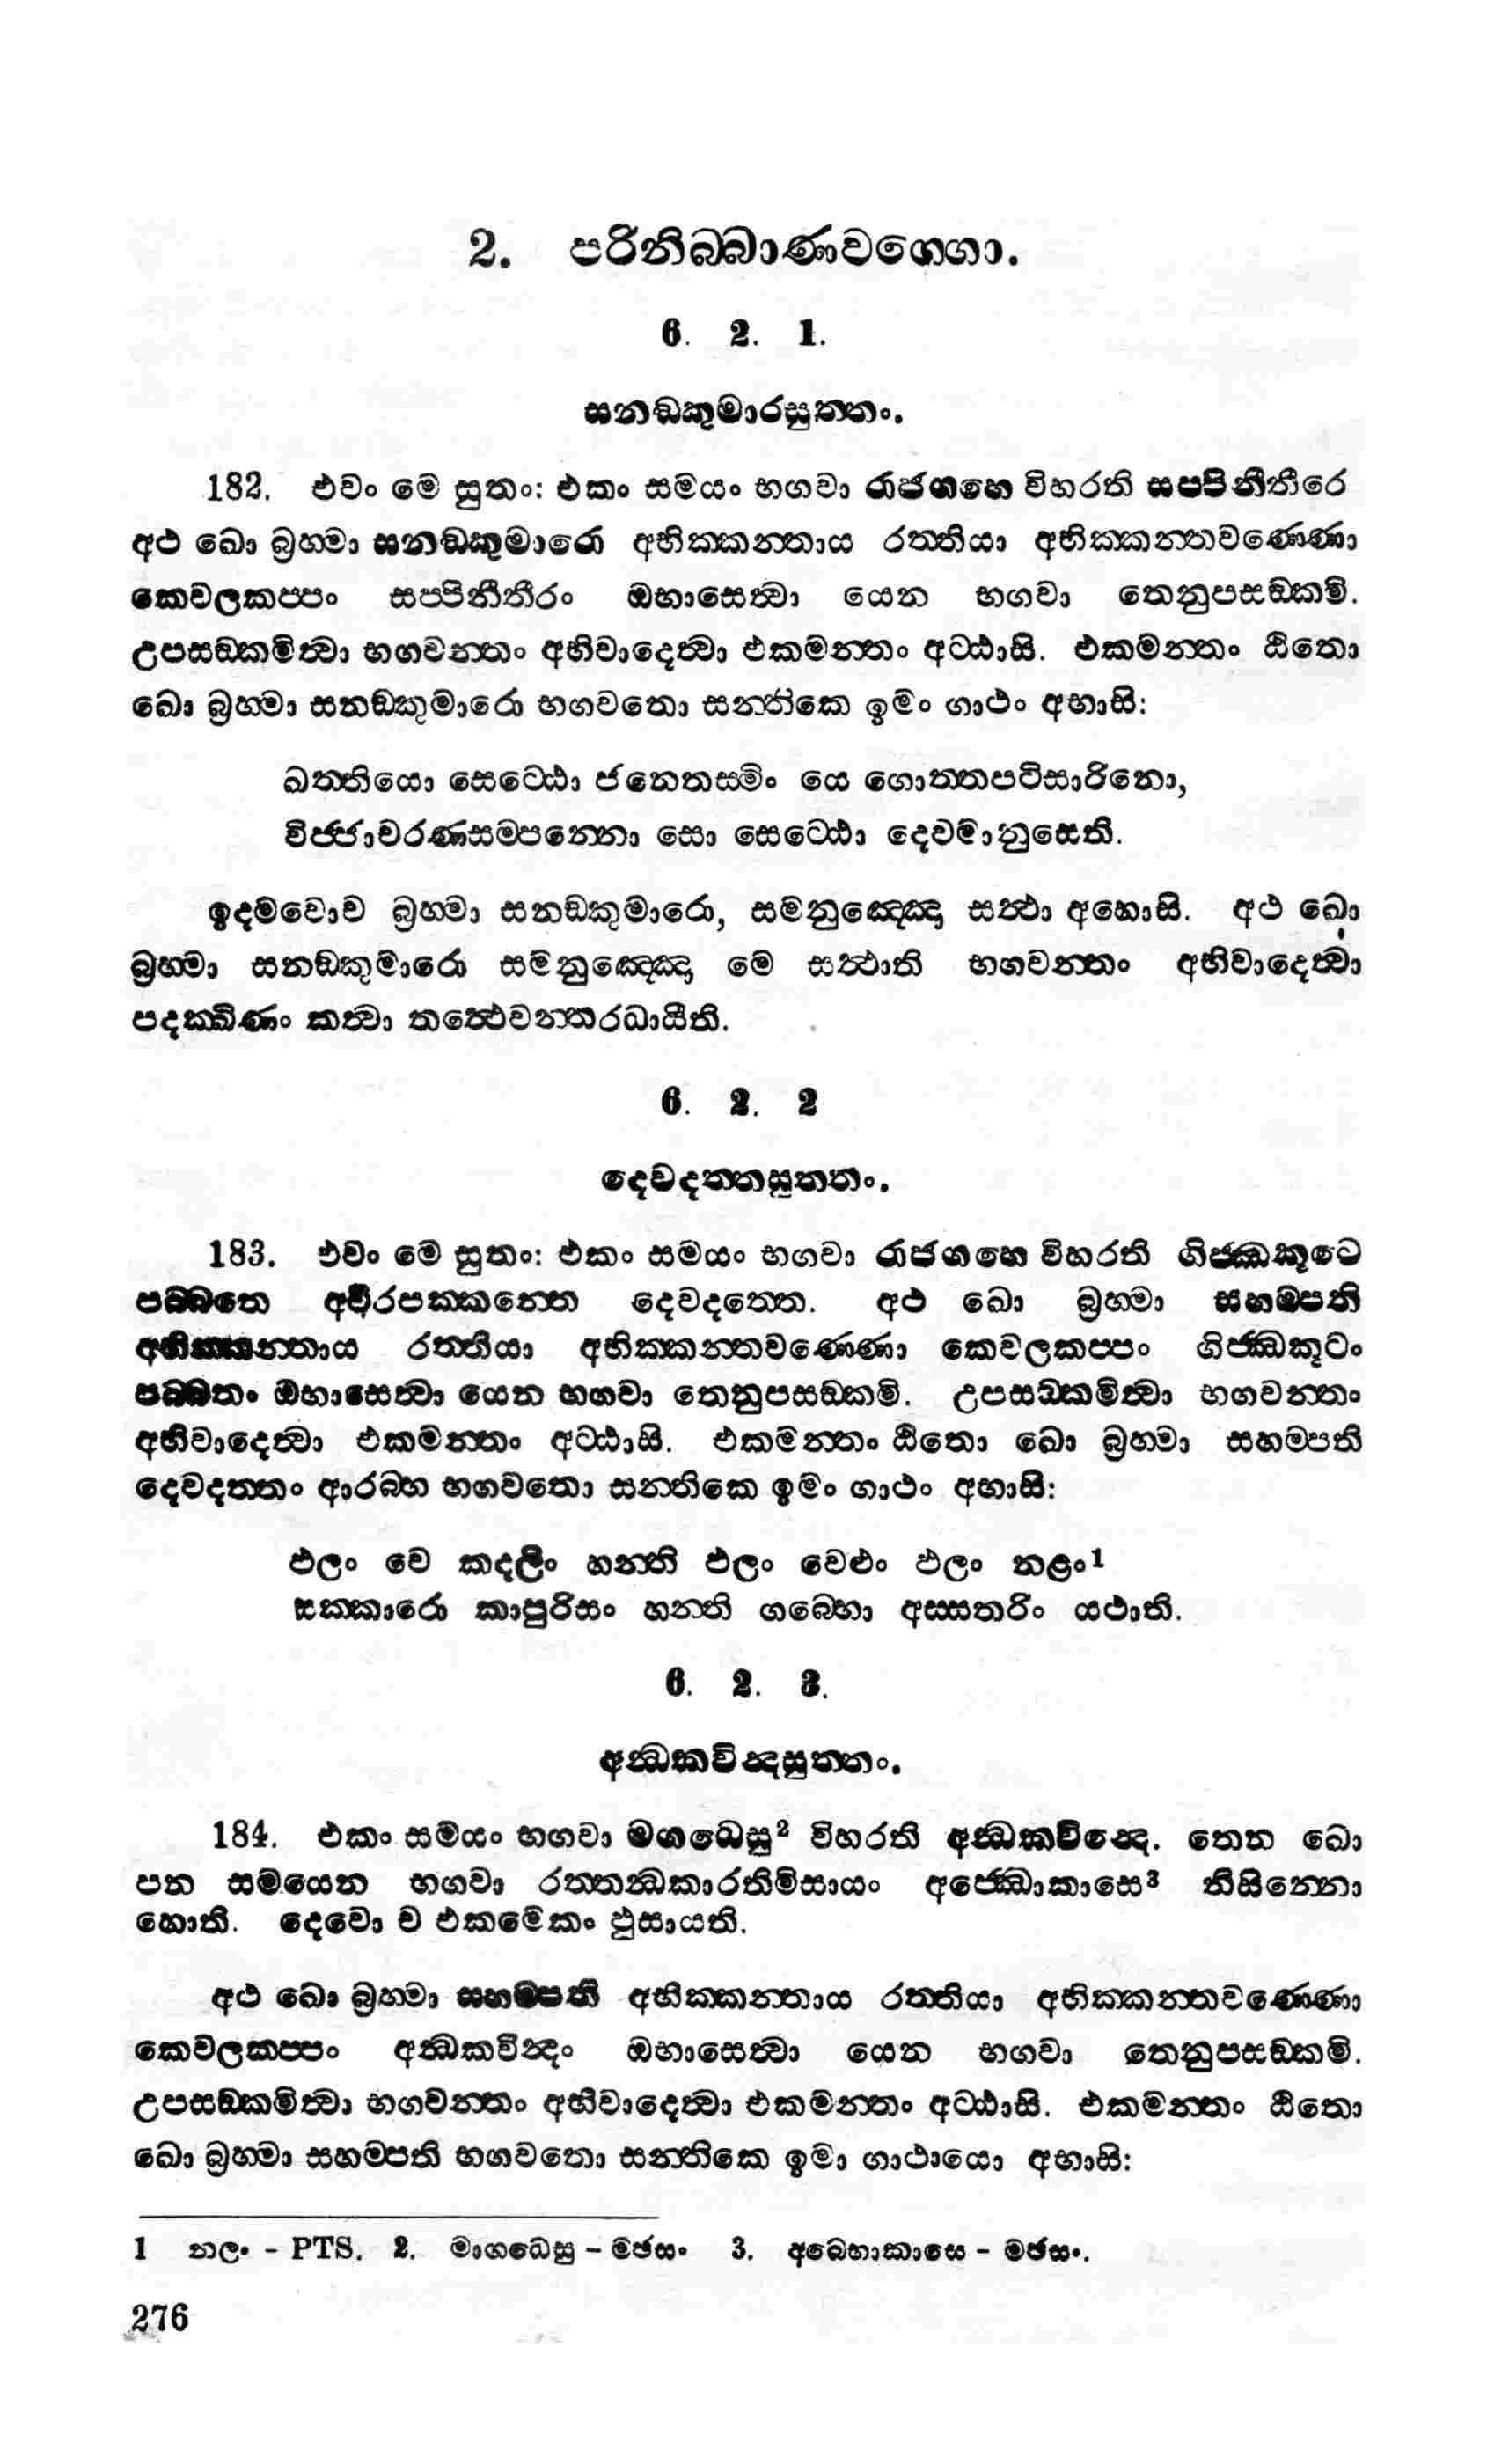 2. පරිනිබ්බාණවග්ගො.
6. 2. 1.
සනඞ්කුමාරසුත්තං.
182. එවං මෙ සුතං: එකං සමයං භගවා රාජගහෙ විහරති සප්පිනීතීරෙ
අථ ඛො බ්‍රහ්මා සනඞ්කුමාරො අභික්කන්තාය රත්තියා අභික්කන්තවණ්ණො
කෙවලකප්පං සප්පිනීතීරං ඔභාසෙත්වා යෙන භගවා තෙනුපසඞ්කමි.
උපසඞ්කමිත්වා භගවන්තං අභිවාදෙත්වා එකමන්තං අට්ඨාසි. එකමන්තං ඨිතො
ඛො බ්‍රහ්මා සනඞ්කුමාරො භගවතො සන්තිකෙ ඉමං ගාථං අභාසි:
ඛත්තියො සෙට්ඨො ජනෙතස්මිං යෙ ගොත්තපටිසාරිනො,
විජ්ජාචරණසම්පන්නො සො සෙට්ඨො දෙවමානුසෙති.
ඉදමවොච බ්‍රහ්මා සනඞ්කුමාරො, සමනුඤ්ඤො සත්ථා අහොසි. අථ ඛො
බ්‍රහ්මා සනඞ්කුමාරො සමනුඤ්ඤො මෙ සත්ථාති භගවන්තං අභිවාදෙත්වා
පදක්ඛිණං කත්වා තත්ථෙවන්තරධායීති.
6. 2. 2
දෙවදත්තසුත්තං.
183. එවං මෙ සුතං: එකං සමයං භගවා රාජගහෙ විහරති ගිජ්ඣකූටෙ
පබ්බතෙ අචිරපක්කන්තෙ දෙවදත්තෙ. අථ ඛො බ්‍රහ්මා සහම්පති
අභික්කන්තාය රත්තියා අභික්කන්තවණ්ණො කෙවලකප්පං ගිජ්ඣකූටං
පබ්බතං ඔභාසෙත්වා යෙන භගවා තෙනුපසඞ්කමි. උපසඞ්කමිත්වා භගවන්තං
අභිවාදෙත්වා එකමන්තං අට්ඨාසි. එකමන්තං ඨිතො ඛො බ්‍රහ්මා සහම්පති
දෙවදත්තං ආරබ්භ භගවතො සන්තිකෙ ඉමං ගාථං අභාසි:
ඵලං වෙ කදලිං හන්ති ඵලං වෙළුං ඵලං නළං1
සක්කාරො කාපුරිසං හන්ති ගබ්භො අස්සතරිං යථාති.
6. 2. 3.
අන්ධකවින්දසුත්තං.
184. එකං සමයං භගවා මගධෙසු2 විහරති අන්ධකවින්දෙ. තෙන ඛො
පන සමයෙන භගවා රත්තන්ධකාරතිමිසායං අජ්ඣොකාසෙ3 නිසින්නො
හොති. දෙවො ච එකමෙකං ඵුසායති.
අථ ඛො බ්‍රහ්මා සහම්පති අභික්කන්තාය රත්තියා අභික්කන්තවණ්ණො
කෙවලකප්පං අන්ධකවින්දං ඔභාසෙත්වා යෙන භගවා තෙනුපසඞ්කමි.
උපසඞ්කමිත්වා භගවන්තං අභිවාදෙත්වා එකමන්තං අට්ඨාසි. එකමන්තං ඨිතො
ඛො බ්‍රහ්මා සහම්පති භගවතො සන්තිකෙ ඉමා ගාථායො අභාසි:
1 නලං - PTS. 2. මාගධෙසු - මඡසං 3. අබ්භොකාසෙ - මඡසං.
276